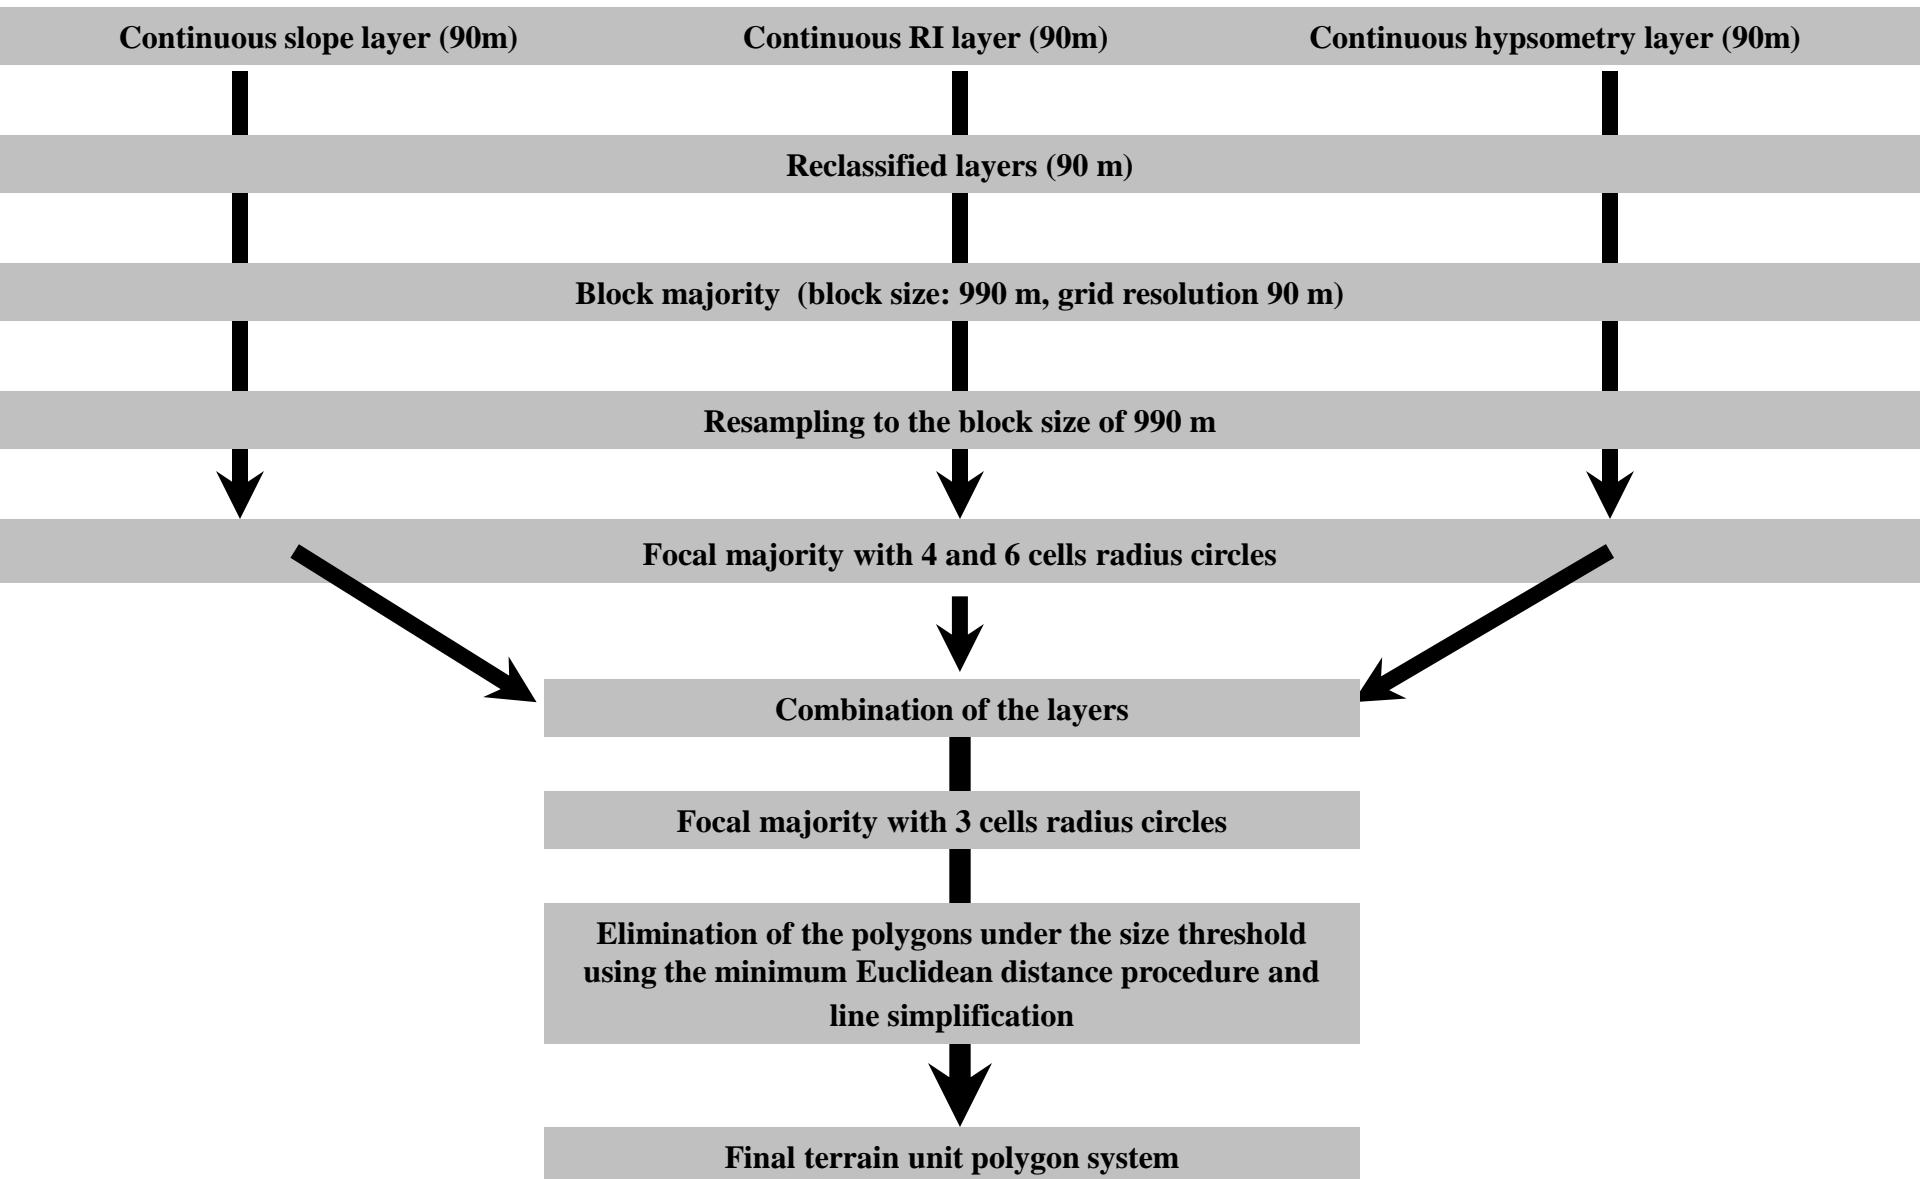 Continuous slope layer (90m) Continuous RI layer (90m) Continuous hypsometry layer (90m)
Reclassified layers (90 m)
Block majority (block size: 990 m, grid resolution 90 m)
Resampling to the block size of 990 m
Focal majority with 4 and 6 cells radius circles
Combination of the layers
Focal majority with 3 cells radius circles
Elimination of the polygons under the size threshold
using the minimum Euclidean distance procedure and
line simplification
Final terrain unit polygon system